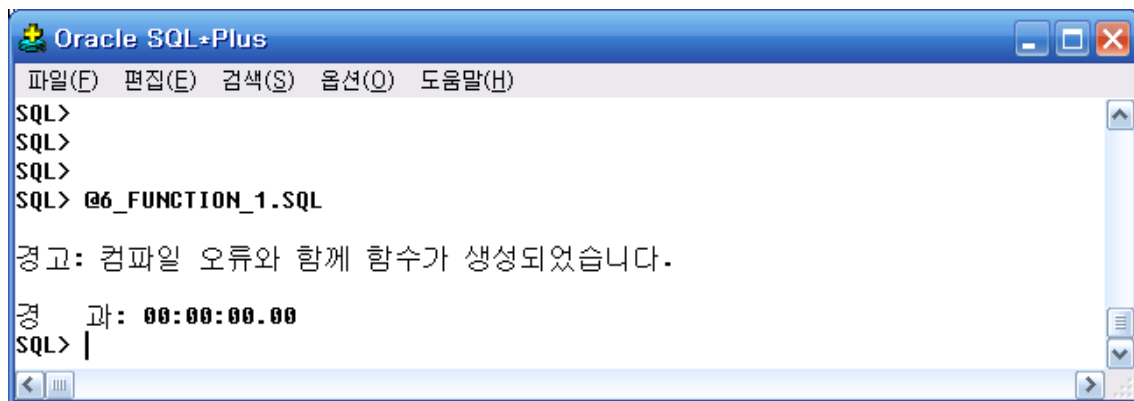 Oracle SQL*Plus
파일(F) 편집(E) 검색(S) 옵션(O) 도움말(H)
SQL>
SQL>
SQL>
SQL> @6_FUNCTION_1.SQL
경고: 컴파일 오류와 함께 함수가 생성되었습니다.
경   과: 00:00:00.00
SQL>